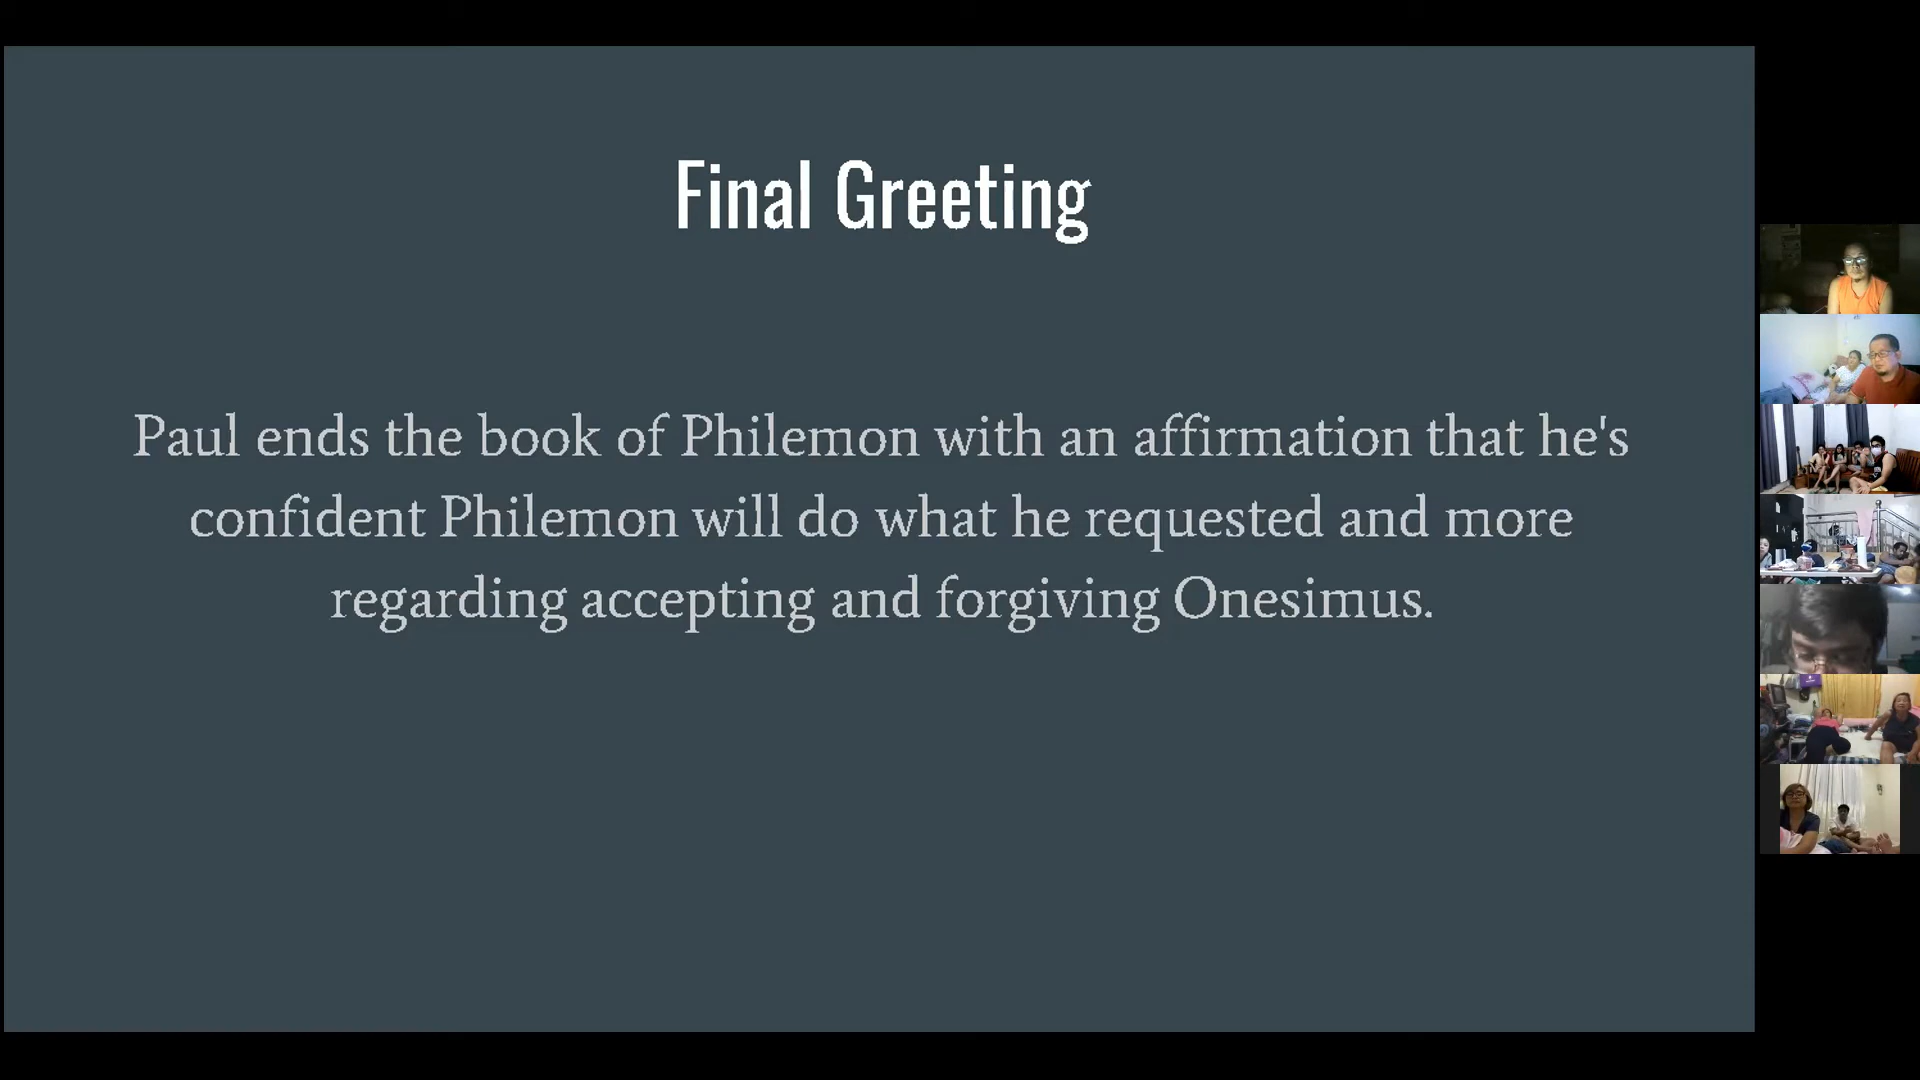 Final Greeting
Paul ends the book of Philemon with an affirmation that he's
confident Philemon will do what he requested and more
regarding accepting and forgiving Onesimus.